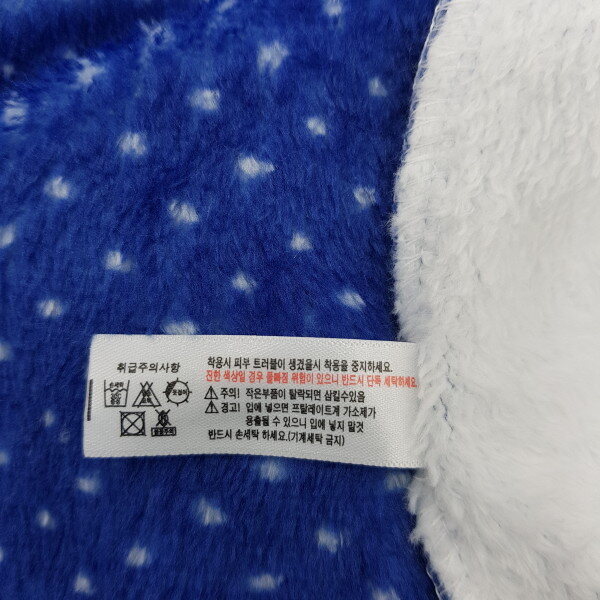 취급주의사항
손세탁
착용시 피부 트러블이 생겼을시 착용을 중지하세요.
진한 색상일 경우 물빠짐 위험이 있으니 반드시 단독 세탁하세요.
주의! 작은부품이 탈락되면 삼킬수있음
경고! 입에 넣으면 프탈레이트계 가소제가
용출될 수 있으니 입에 넣지 말것
반드시 손세탁 하세요.(기계세탁 금지)